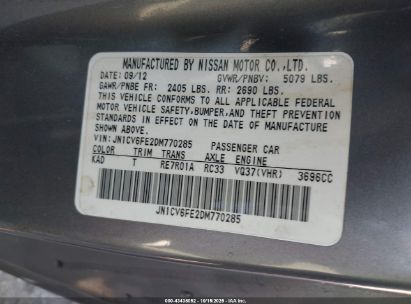 MANUFACTURED BY NISSAN MOTOR CO.,LTD.
DATE: 09/12 GVWR/PNBV: 5079 LBS.
GAWR/PNBE FR: 2405 LBS. RR: 2690 LBS.
THIS VEHICLE CONFORMS TO ALL APPLICABLE FEDERAL
MOTOR VEHICLE SAFETY,BUMPER,AND THEFT PREVENTION
STANDARDS IN EFFECT ON THE DATE OF MANUFACTURE
SHOWN ABOVE.
VIN:JN1CV6FE2DM770285 PASSENGER CAR
COLOR TRIM TRANS AXLE ENGINE
KAD T RE7R01A RC33 VQ37(VHR) 3696CC
JN1CV6FE2DM770285